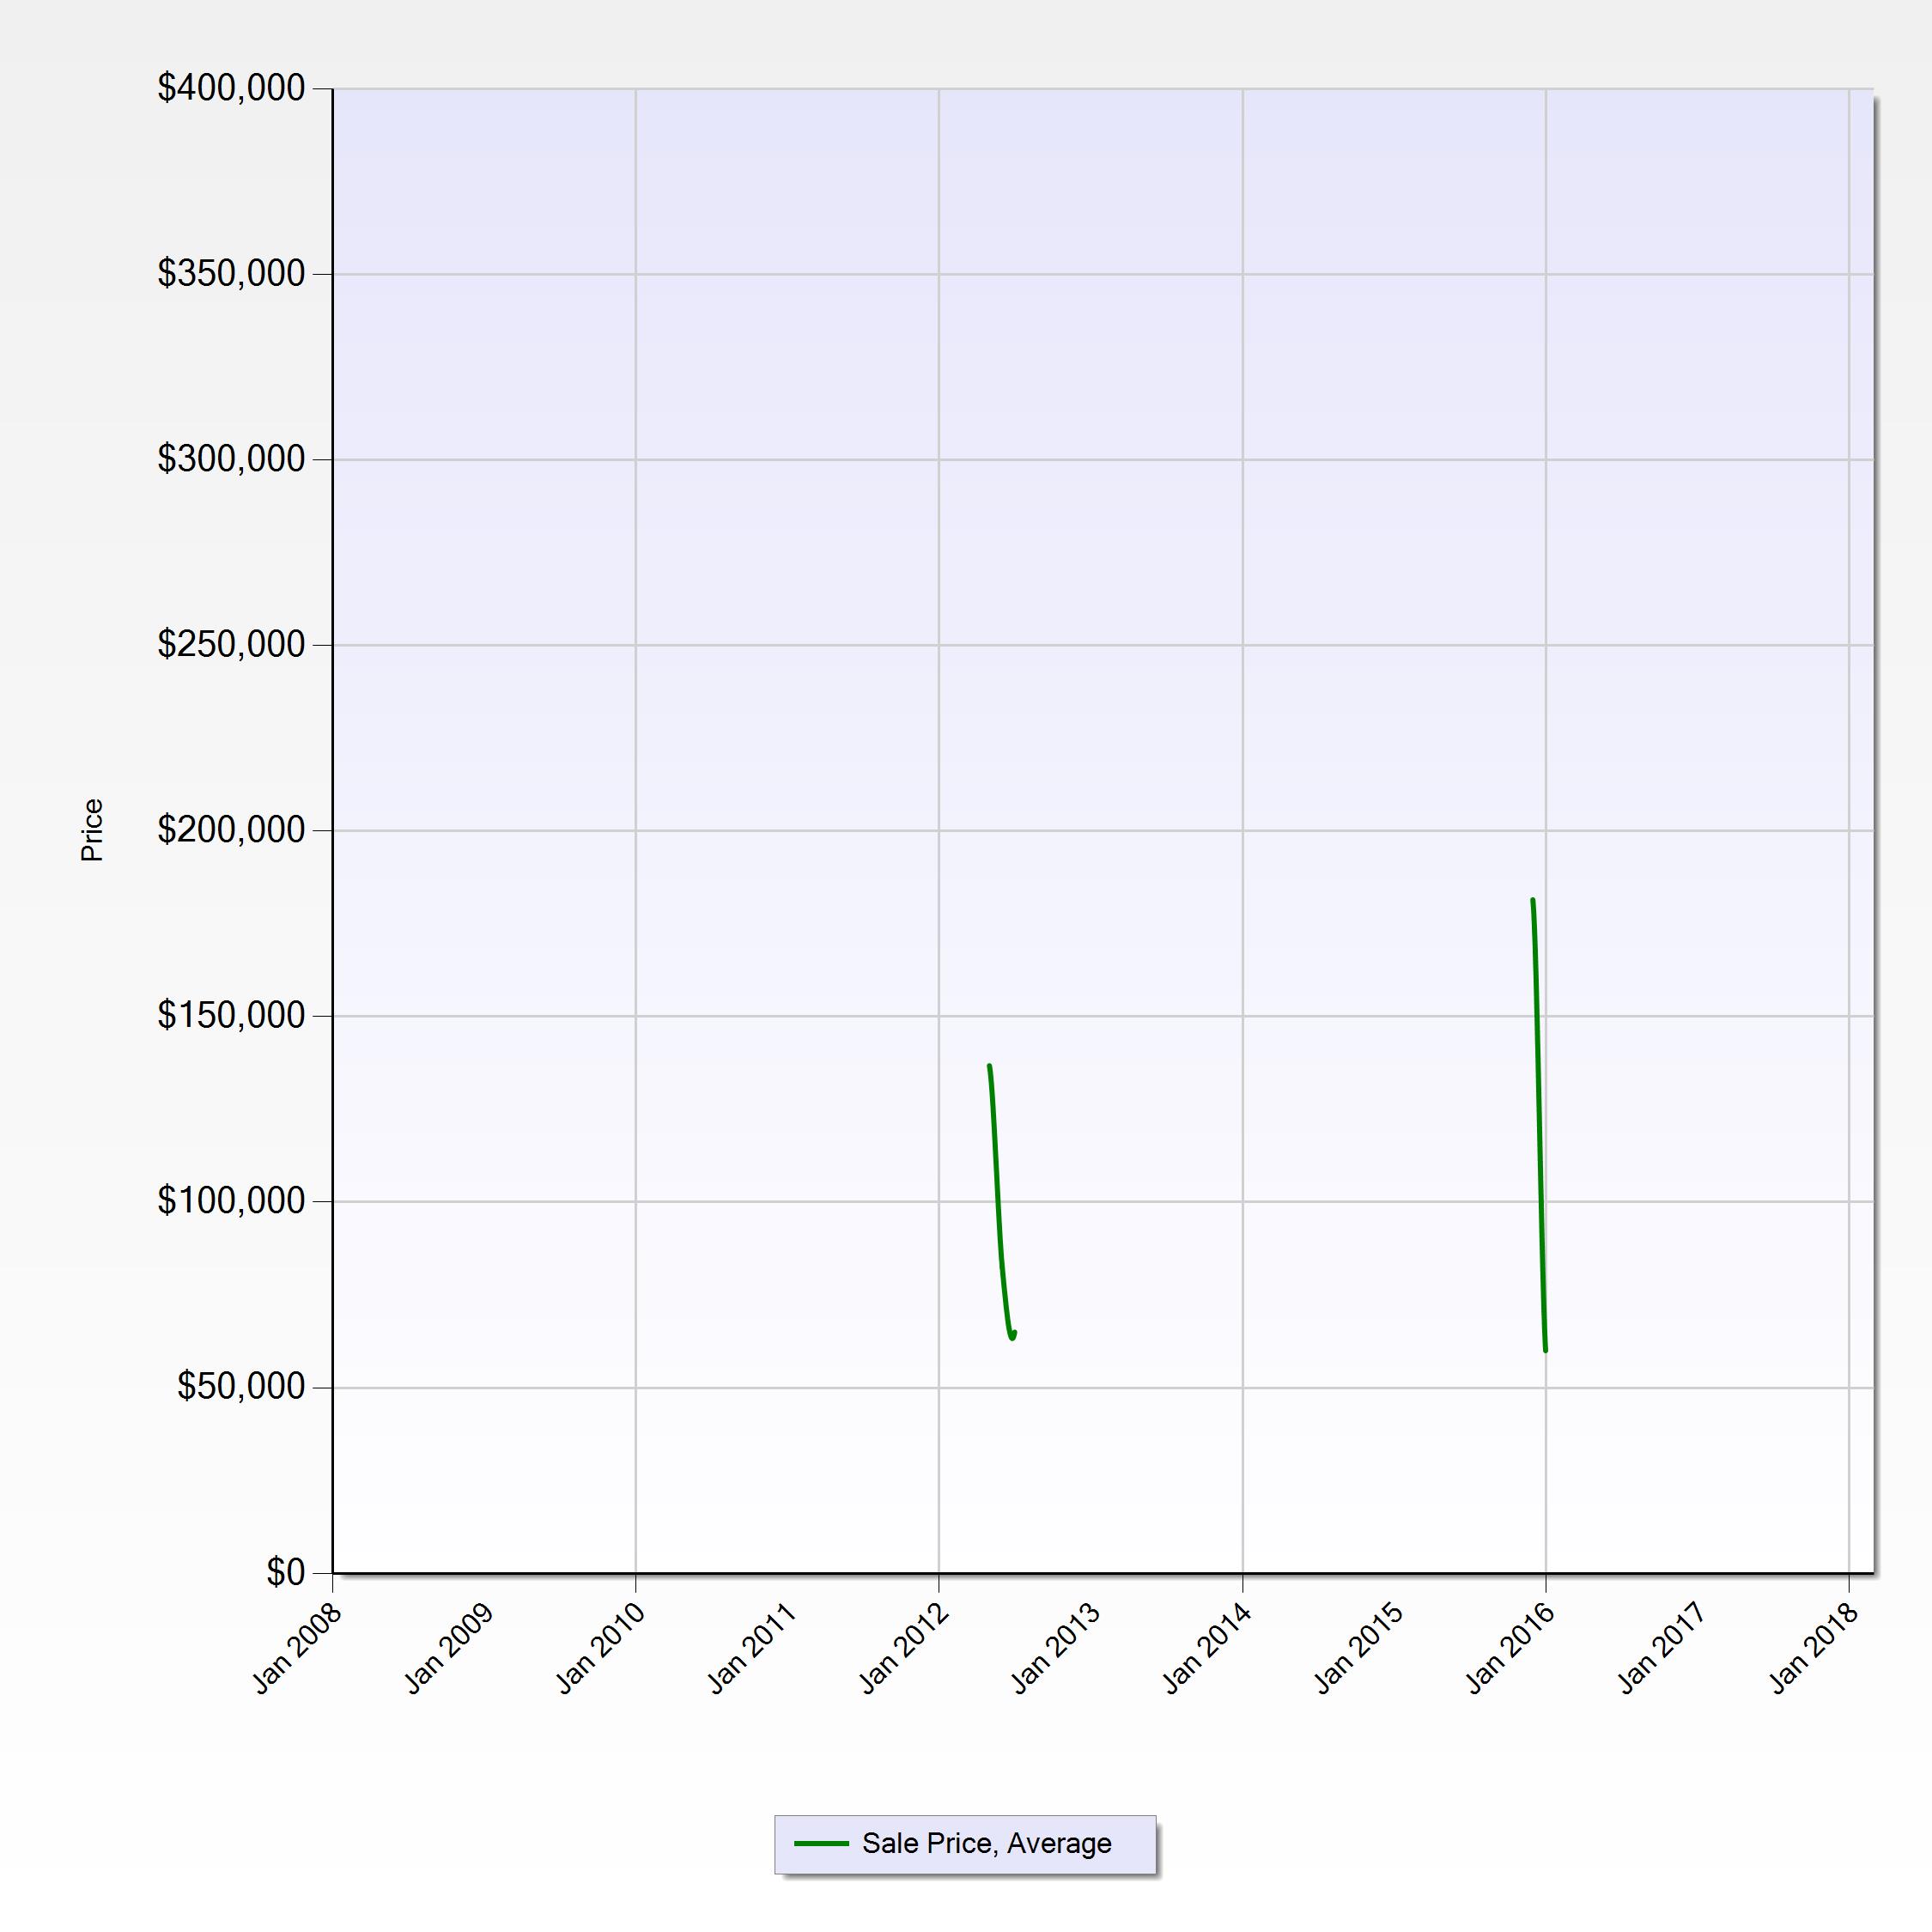 $400,000
$350,000
$300,000
$250,000
$200,000
$150,000
$100,000
$50,000
$0
Price
Jan 2008
Jan 2009
Jan 2010
Jan 2011
Jan 2012
Jan 2013
Jan 2014
Jan 2015
Jan 2016
Jan 2017
Jan 2018
Sale Price, Average